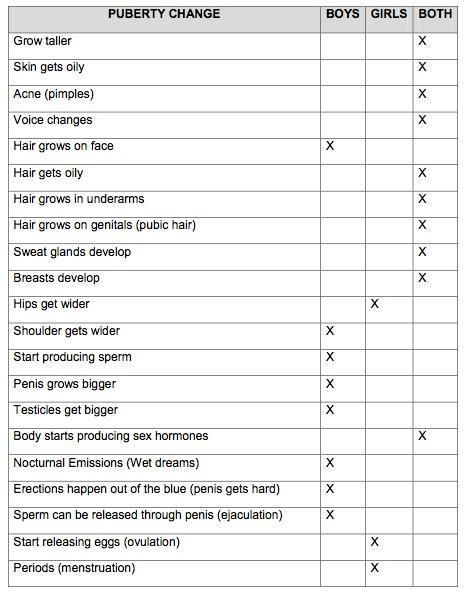 PUBERTY CHANGE BOYS GIRLS BOTH
Grow taller X
Skin gets oily X
Acne (pimples) X
Voice changes X
Hair grows on face X
Hair gets oily X
Hair grows in underarms X
Hair grows on genitals (pubic hair) X
Sweat glands develop X
Breasts develop X
Hips get wider X
Shoulder gets wider X
Start producing sperm X
Penis grows bigger X
Testicles get bigger X
Body starts producing sex hormones X
Nocturnal Emissions (Wet dreams) X
Erections happen out of the blue (penis gets hard) X
Sperm can be released through penis (ejaculation) X
Start releasing eggs (ovulation) X
Periods (menstruation) X